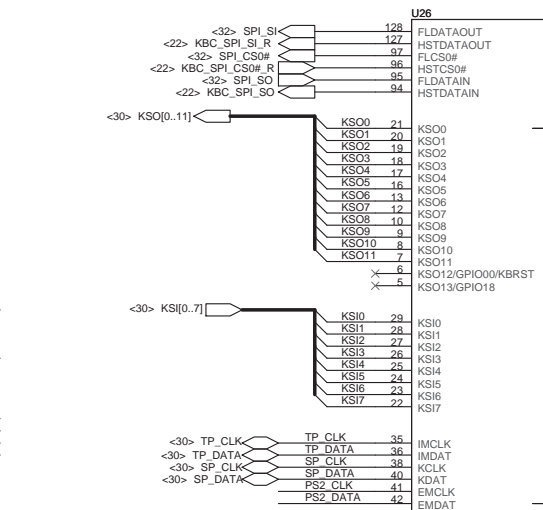 U26
<32> SPI_SI 128 FLDATAOUT
<22> KBC_SPI_SI_R 127 HSTDATAOUT
<32> SPI_CS0# 97 FLCS0#
<22> KBC_SPI_CS0#_R 96 HSTCS0#
<32> SPI_SO 95 FLDATAIN
<22> KBC_SPI_SO 94 HSTDATAIN
<30> KSO[0..11]
KSO0 21 KSO0
KSO1 20 KSO1
KSO2 19 KSO2
KSO3 18 KSO3
KSO4 17 KSO4
KSO5 16 KSO5
KSO6 13 KSO6
KSO7 12 KSO7
KSO8 10 KSO8
KSO9 9 KSO9
KSO10 8 KSO10
KSO11 7 KSO11
6 KSO12/GPIO00/KBRST
5 KSO13/GPIO18
<30> KSI[0..7]
KSI0 29 KSI0
KSI1 28 KSI1
KSI2 27 KSI2
KSI3 26 KSI3
KSI4 25 KSI4
KSI5 24 KSI5
KSI6 23 KSI6
KSI7 22 KSI7
<30> TP_CLK TP_CLK 35 IMCLK
<30> TP_DATA TP_DATA 36 IMDAT
<30> SP_CLK SP_CLK 38 KCLK
<30> SP_DATA SP_DATA 40 KDAT
PS2_CLK 41 EMCLK
PS2_DATA 42 EMDAT